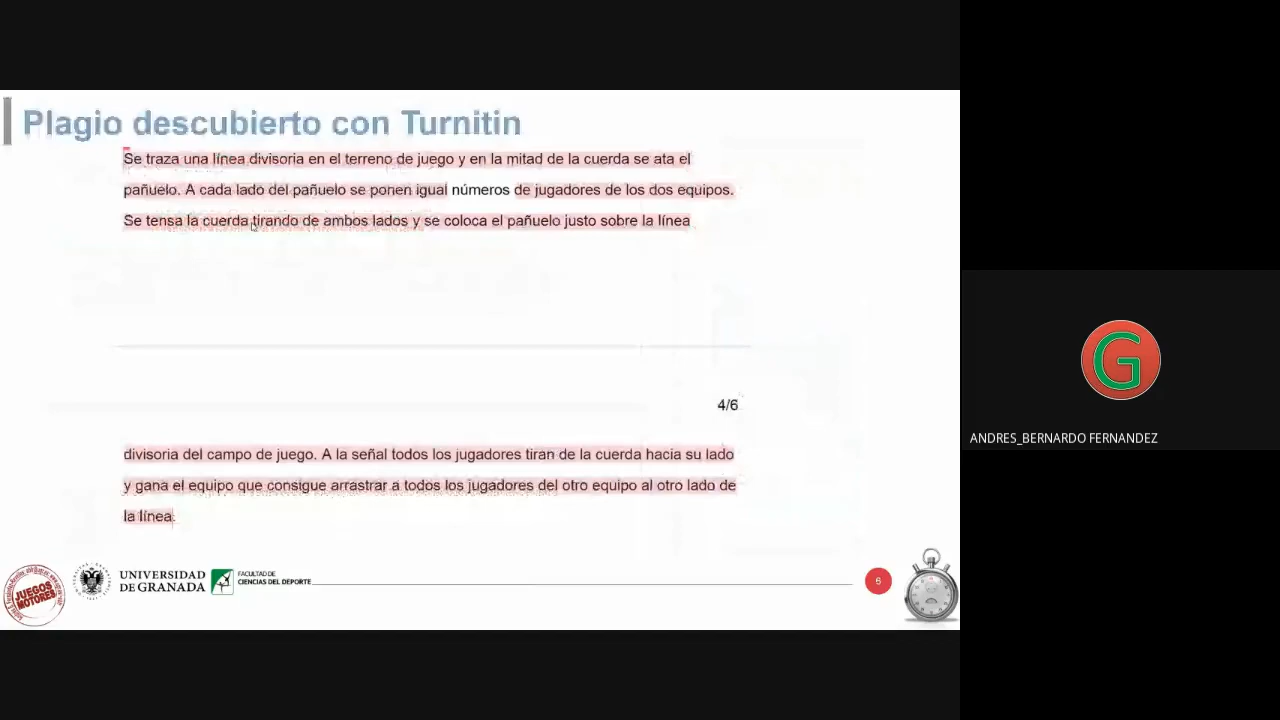 Plagio descubierto con Turnitin
Se traza una línea divisoria en el terreno de juego y en la mitad de la cuerda se ata el
pañuelo. A cada lado del pañuelo se ponen igual números de jugadores de los dos equipos.
Se tensa la cuerda tirando de ambos lados y se coloca el pañuelo justo sobre la línea
4/6
divisoria del campo de juego. A la señal todos los jugadores tiran de la cuerda hacia su lado
y gana el equipo que consigue arrastrar a todos los jugadores del otro equipo al otro lado de
la línea.
JUEGOS
MOTORES
UNIVERSIDAD
DE GRANADA
FACULTAD DE
CIENCIAS DEL DEPORTE
6
G
ANDRES_BERNARDO FERNANDEZ